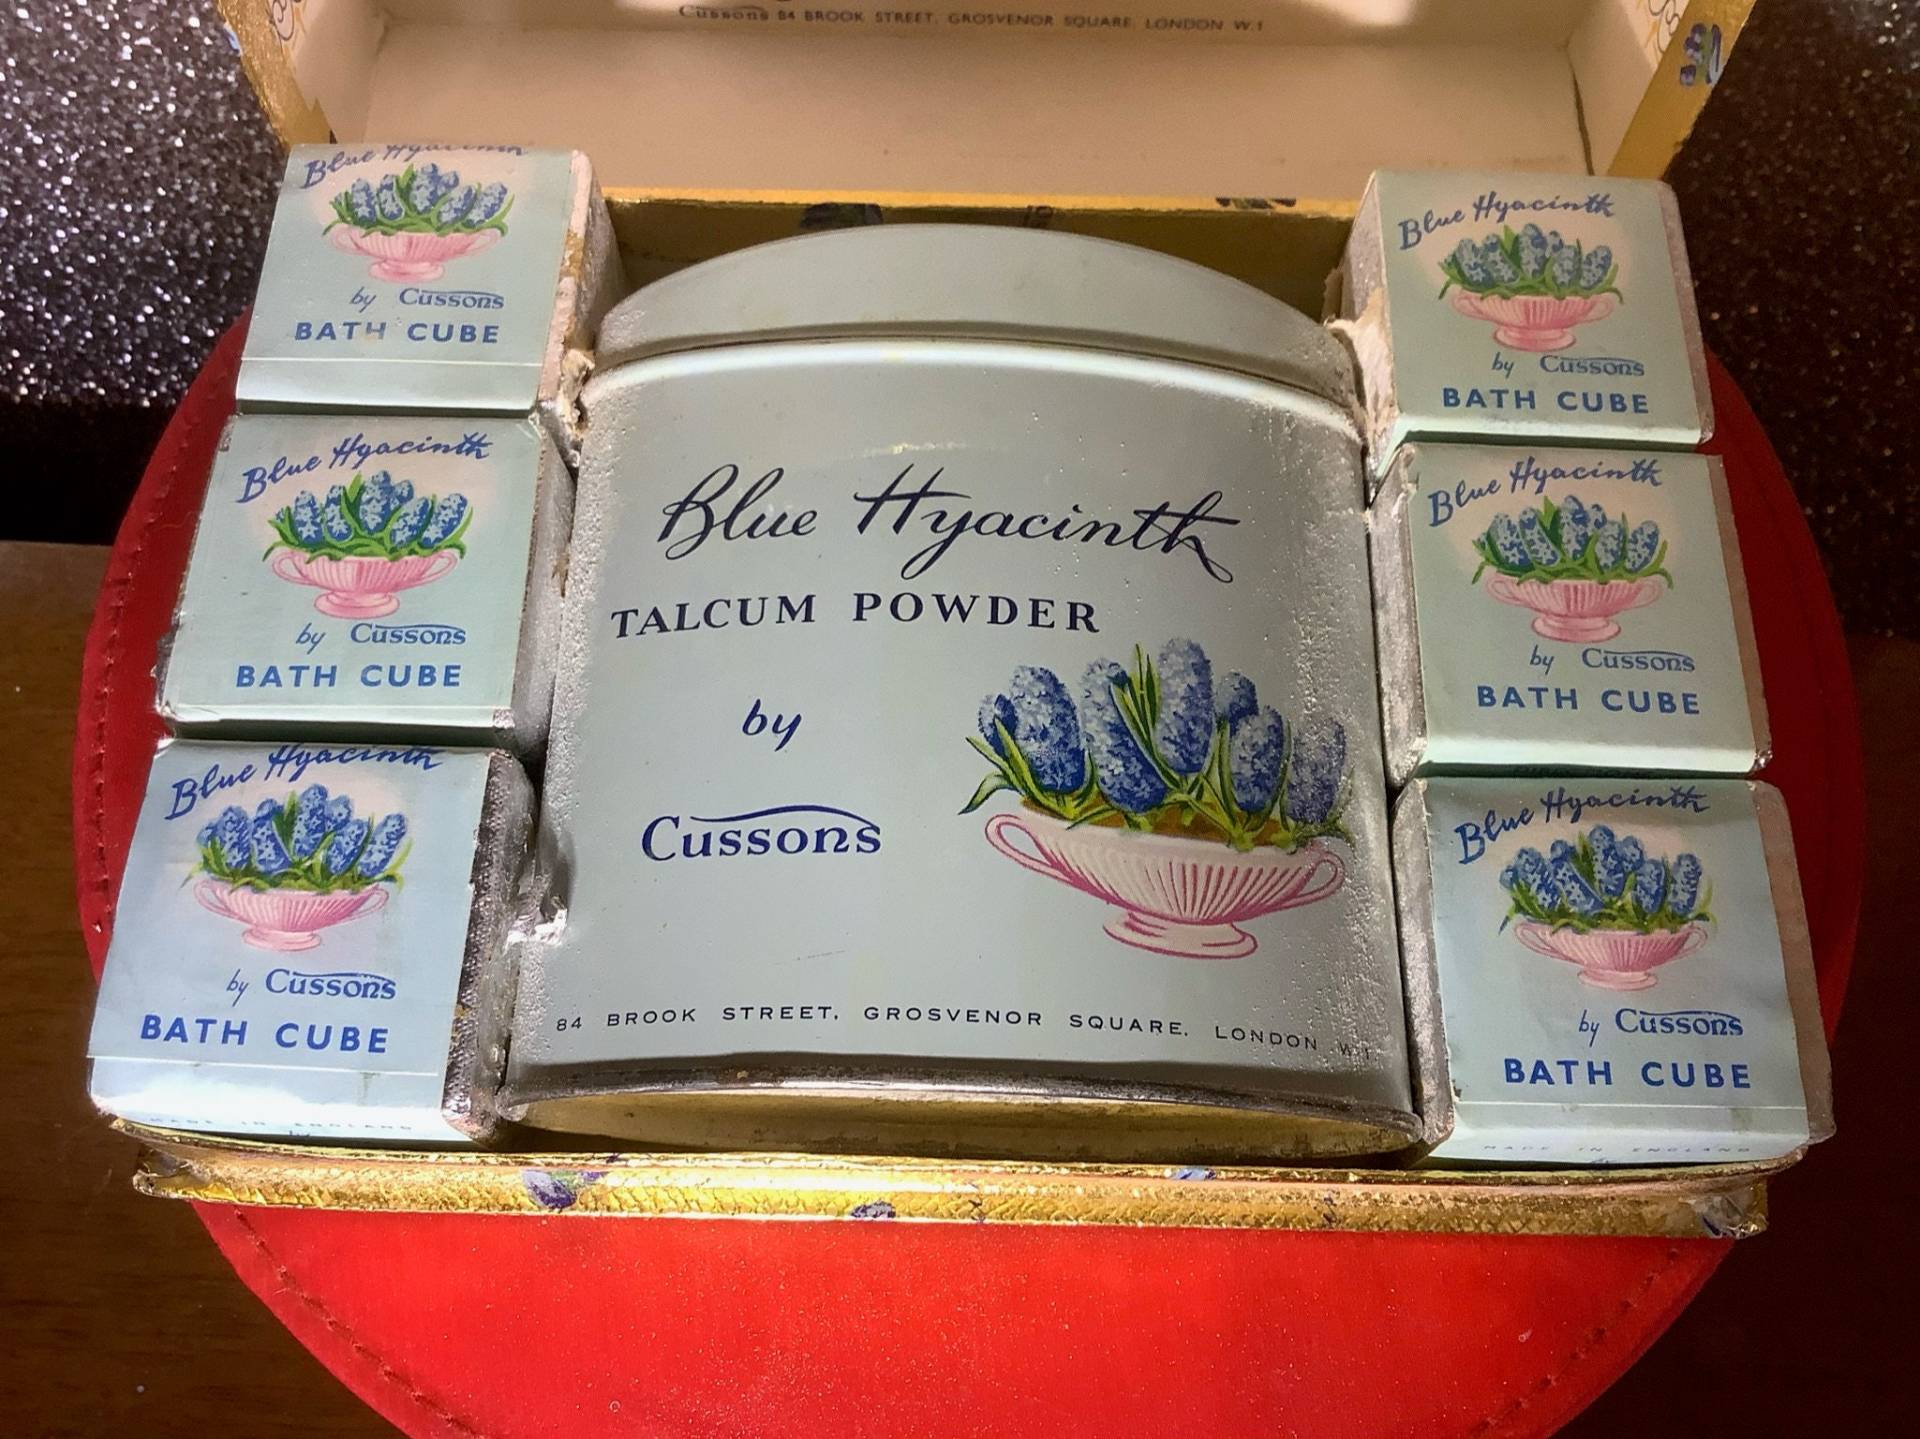 Cussons 84 BROOK STREET, GROSVENOR SQUARE, LONDON W.1
Blue Hyacinth
by Cussons
BATH CUBE
Blue Hyacinth
by Cussons
BATH CUBE
Blue Hyacinth
by Cussons
BATH CUBE
MADE IN ENGLAND
Blue Hyacinth
TALCUM POWDER
by
Cussons
84 BROOK STREET, GROSVENOR SQUARE, LONDON W.1
Blue Hyacinth
by Cussons
BATH CUBE
Blue Hyacinth
by Cussons
BATH CUBE
Blue Hyacinth
by Cussons
BATH CUBE
MADE IN ENGLAND